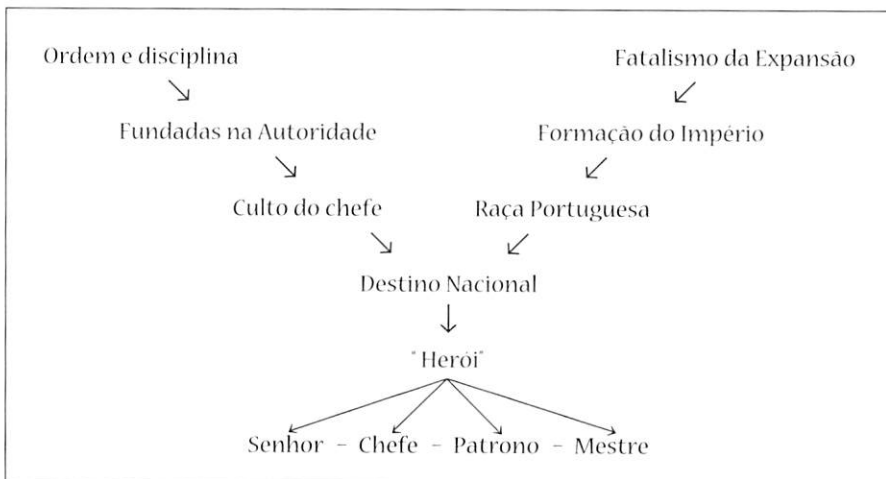 Ordem e disciplina Fatalismo da Expansão
Fundadas na Autoridade Formação do Império
Culto do chefe Raça Portuguesa
Destino Nacional
"Herói"
Senhor – Chefe – Patrono – Mestre